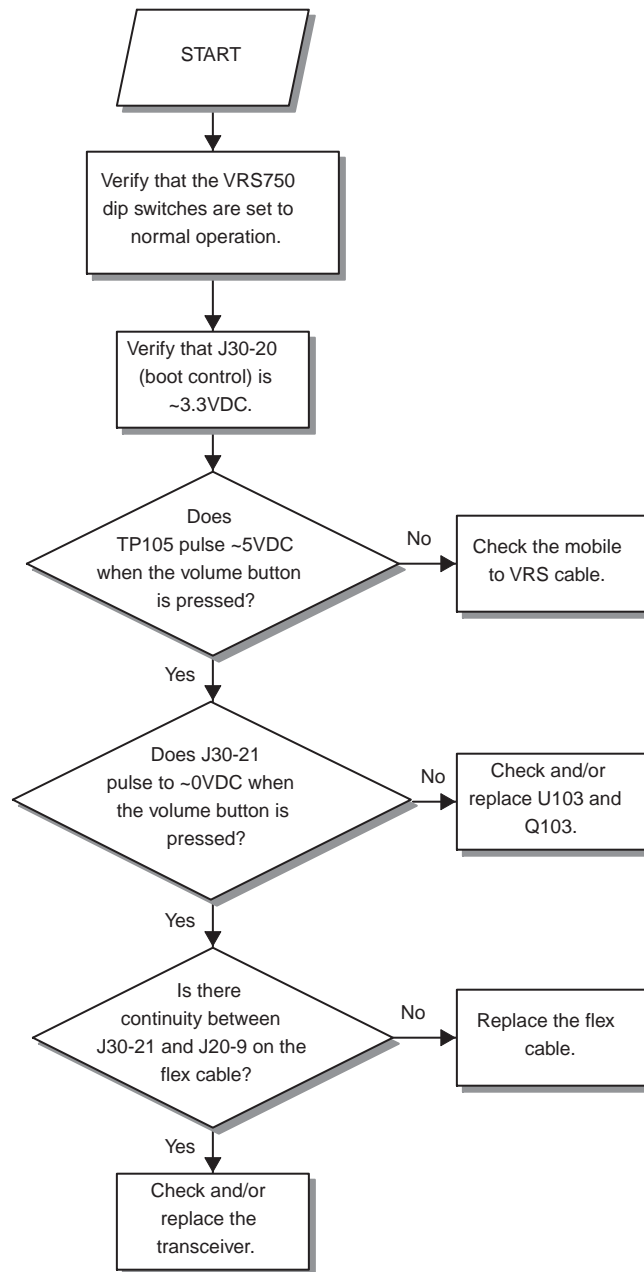 START
Verify that the VRS750
dip switches are set to
normal operation.
Verify that J30-20
(boot control) is
~3.3VDC.
Does
TP105 pulse ~5VDC
when the volume button
is pressed?
No
Check the mobile
to VRS cable.
Yes
Does J30-21
pulse to ~0VDC when
the volume button is
pressed?
No
Check and/or
replace U103 and
Q103.
Yes
Is there
continuity between
J30-21 and J20-9 on the
flex cable?
No
Replace the flex
cable.
Yes
Check and/or
replace the
transceiver.